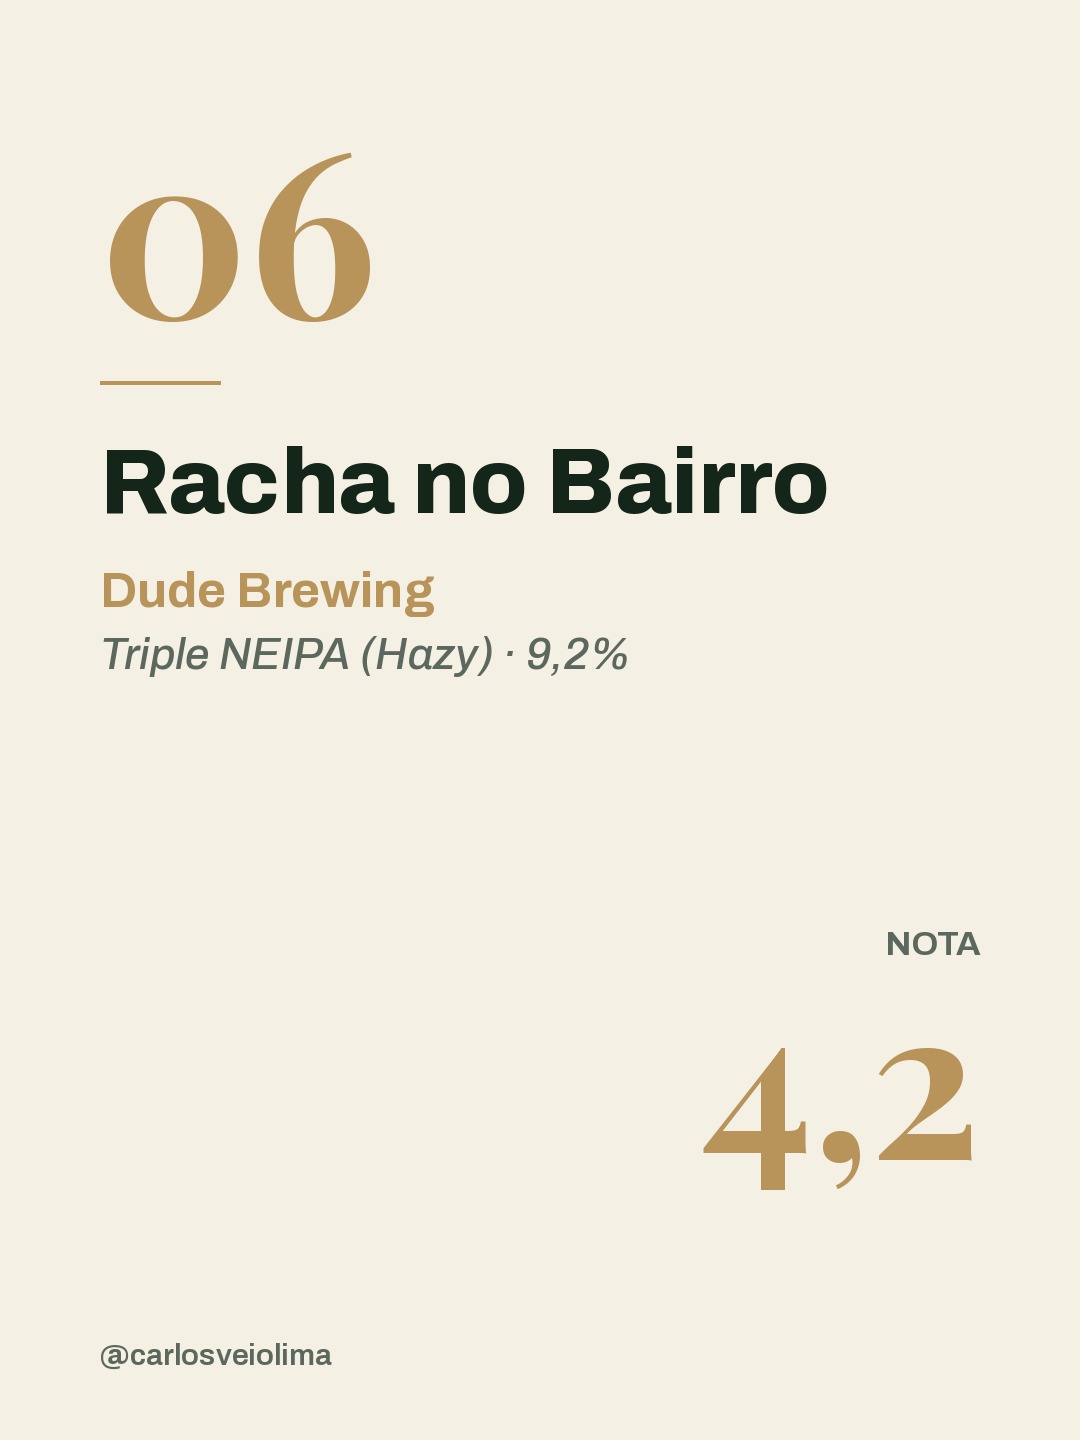 06
Racha no Bairro
Dude Brewing
Triple NEIPA (Hazy) · 9,2%
NOTA
4,2
@carlosveiolima